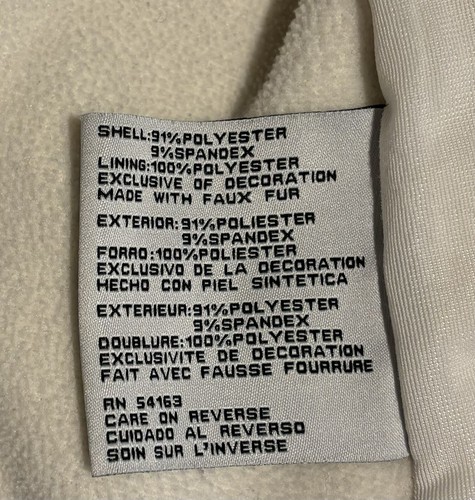 SHELL:91%POLYESTER
9%SPANDEX
LINING:100%POLYESTER
EXCLUSIVE OF DECORATION
MADE WITH FAUX FUR
EXTERIOR:91%POLIESTER
9%SPANDEX
FORRO:100%POLIESTER
EXCLUSIVO DE LA DECORATION
HECHO CON PIEL SINTETICA
EXTERIEUR:91%POLYESTER
9%SPANDEX
DOUBLURE:100%POLYESTER
EXCLUSIVITE DE DECORATION
FAIT AVEC FAUSSE FOURRURE
RN 54163
CARE ON REVERSE
CUIDADO AL REVERSO
SOIN SUR L'INVERSE